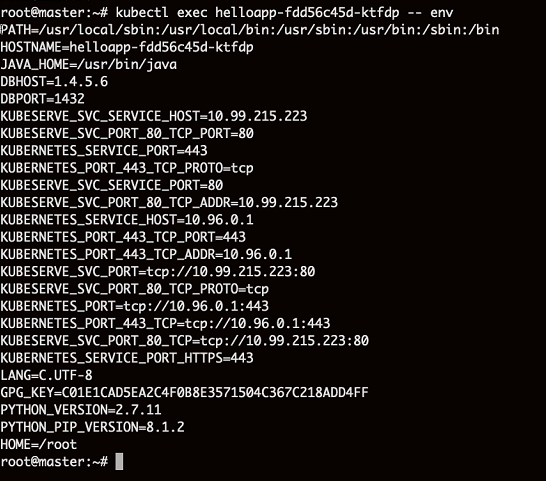 root@master:~# kubectl exec helloapp-fdd56c45d-ktfdp -- env
PATH=/usr/local/sbin:/usr/local/bin:/usr/sbin:/usr/bin:/sbin:/bin
HOSTNAME=helloapp-fdd56c45d-ktfdp
JAVA_HOME=/usr/bin/java
DBHOST=1.4.5.6
DBPORT=1432
KUBESERVE_SVC_SERVICE_HOST=10.99.215.223
KUBESERVE_SVC_PORT_80_TCP_PORT=80
KUBERNETES_SERVICE_PORT=443
KUBERNETES_PORT_443_TCP_PROTO=tcp
KUBESERVE_SVC_SERVICE_PORT=80
KUBESERVE_SVC_PORT_80_TCP_ADDR=10.99.215.223
KUBERNETES_SERVICE_HOST=10.96.0.1
KUBERNETES_PORT_443_TCP_PORT=443
KUBERNETES_PORT_443_TCP_ADDR=10.96.0.1
KUBESERVE_SVC_PORT=tcp://10.99.215.223:80
KUBESERVE_SVC_PORT_80_TCP_PROTO=tcp
KUBERNETES_PORT=tcp://10.96.0.1:443
KUBERNETES_PORT_443_TCP=tcp://10.96.0.1:443
KUBESERVE_SVC_PORT_80_TCP=tcp://10.99.215.223:80
KUBERNETES_SERVICE_PORT_HTTPS=443
LANG=C.UTF-8
GPG_KEY=C01E1CAD5EA2C4F0B8E3571504C367C218ADD4FF
PYTHON_VERSION=2.7.11
PYTHON_PIP_VERSION=8.1.2
HOME=/root
root@master:~#